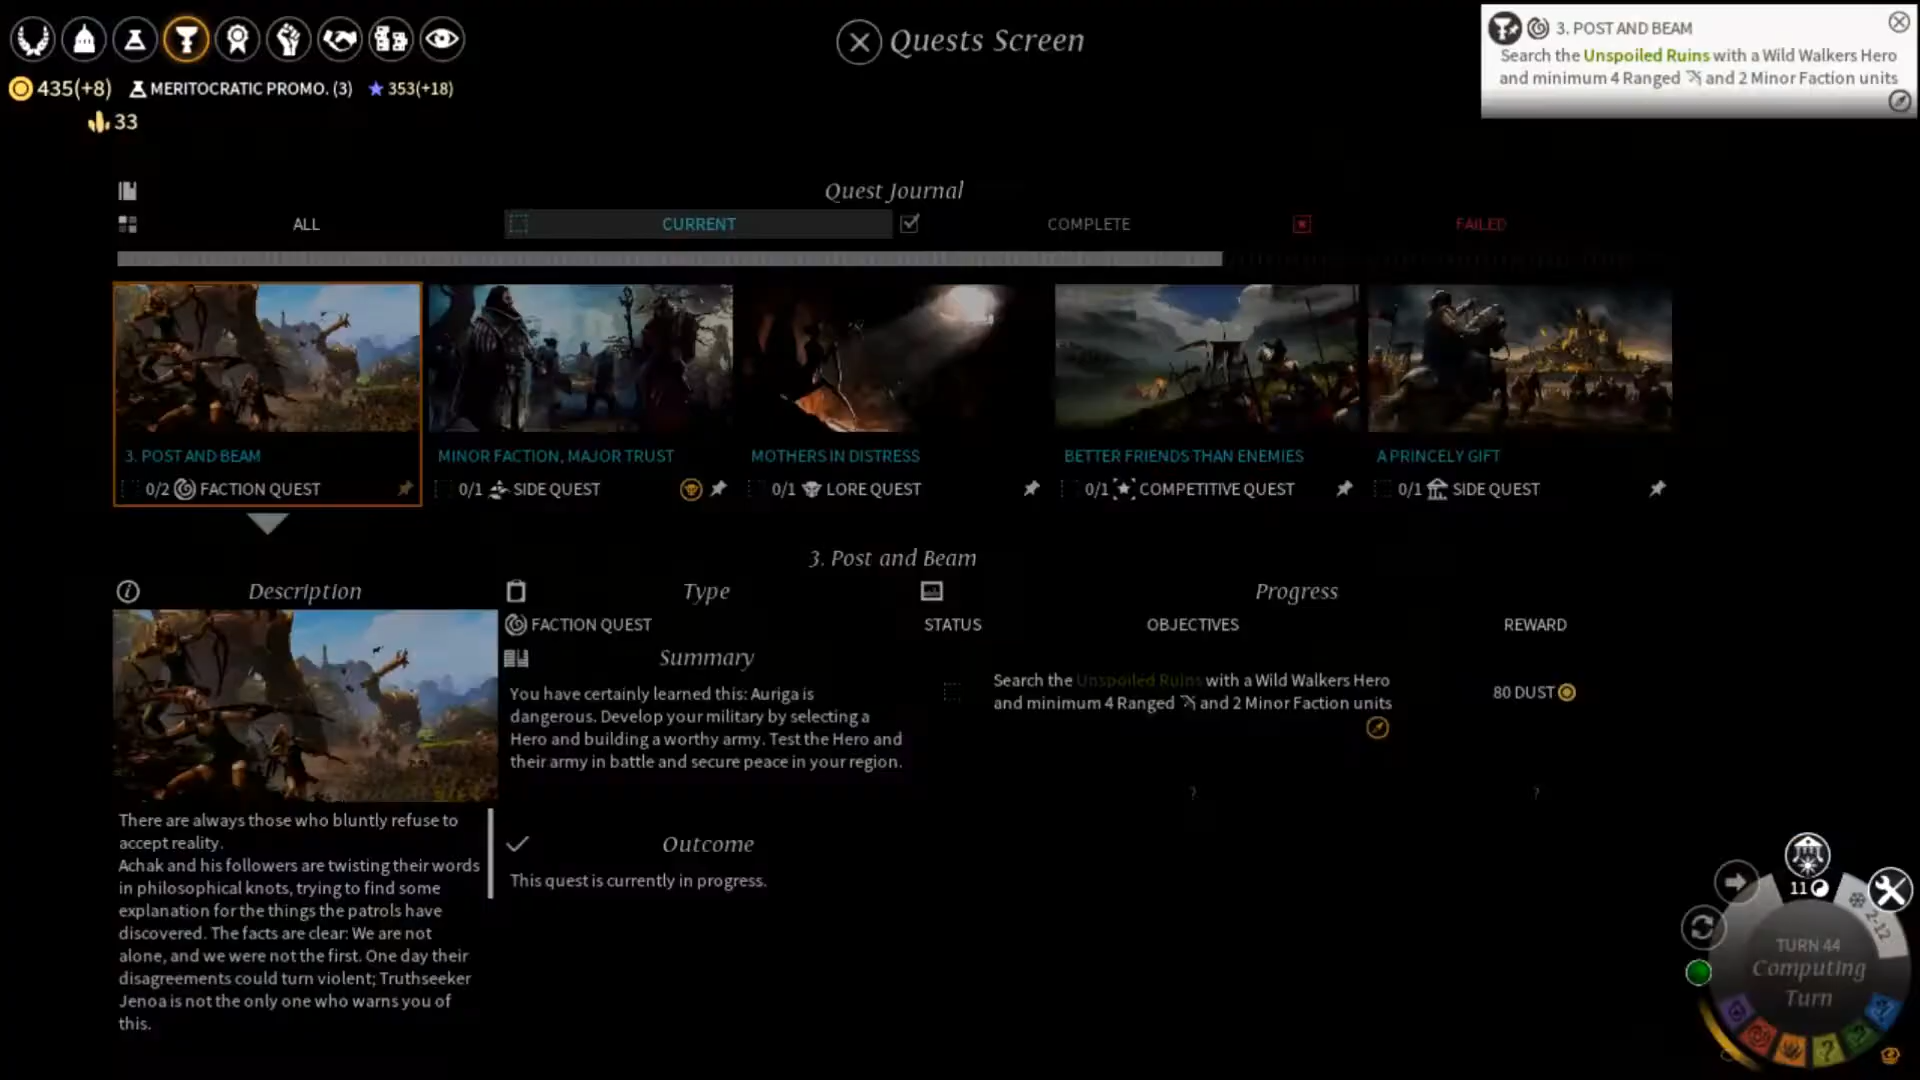 Quests Screen
435(+8) MERITOCRATIC PROMO. (3) 353(+18)
33
3. POST AND BEAM
Search the Unspoiled Ruins with a Wild Walkers Hero
and minimum 4 Ranged and 2 Minor Faction units
Quest Journal
ALL CURRENT COMPLETE FAILED
3. POST AND BEAM
0/2 FACTION QUEST
MINOR FACTION, MAJOR TRUST
0/1 SIDE QUEST
MOTHERS IN DISTRESS
0/1 LORE QUEST
BETTER FRIENDS THAN ENEMIES
0/1 COMPETITIVE QUEST
A PRINCELY GIFT
0/1 SIDE QUEST
3. Post and Beam
Description
There are always those who bluntly refuse to
accept reality.
Achak and his followers are twisting their words
in philosophical knots, trying to find some
explanation for the things the patrols have
discovered. The facts are clear: We are not
alone, and we were not the first. One day their
disagreements could turn violent; Truthseeker
Jenoa is not the only one who warns you of
this.
Type
FACTION QUEST
Summary
You have certainly learned this: Auriga is
dangerous. Develop your military by selecting a
Hero and building a worthy army. Test the Hero and
their army in battle and secure peace in your region.
Outcome
This quest is currently in progress.
Progress
STATUS OBJECTIVES REWARD
Search the Unspoiled Ruins with a Wild Walkers Hero
and minimum 4 Ranged and 2 Minor Faction units
80 DUST
? ?
11
2-12
TURN 44
Computing
Turn